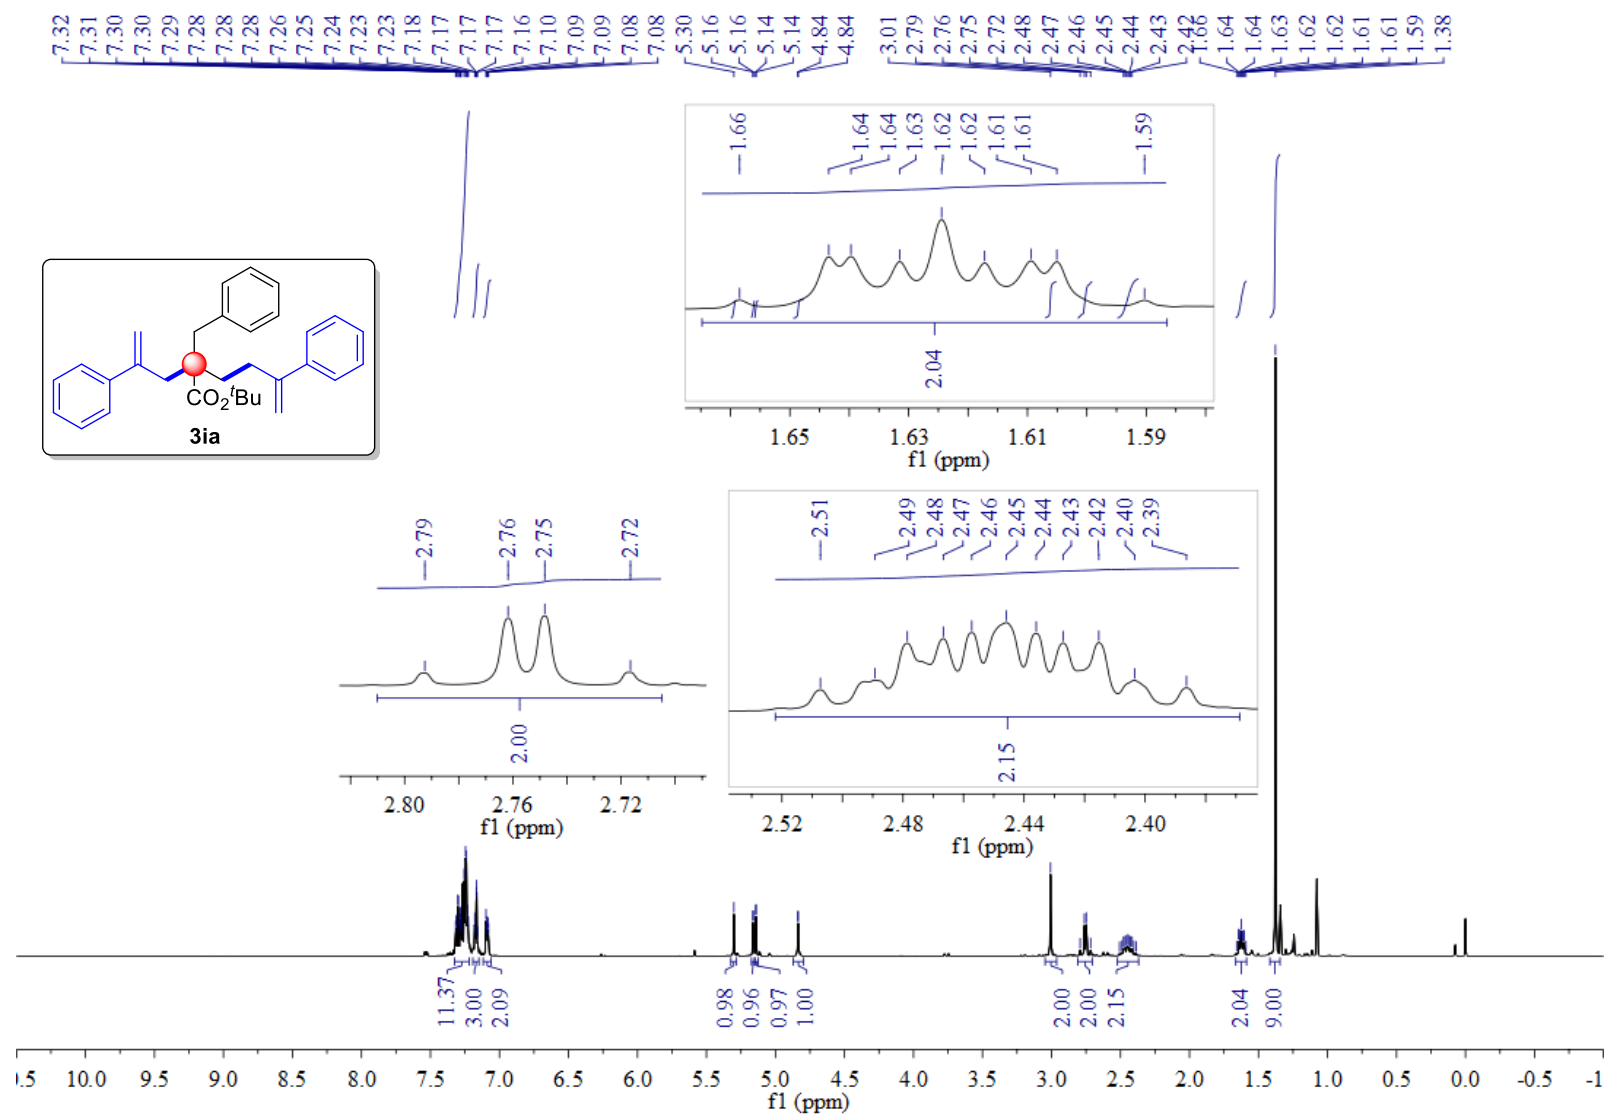 7.32 7.31 7.30 7.30 7.29 7.28 7.28 7.28 7.26 7.25 7.24 7.23 7.23 7.18 7.17 7.17 7.17 7.16 7.10 7.09 7.09 7.08 7.08 5.30 5.16 5.16 5.14 5.14 4.84 4.84 3.01 2.79 2.76 2.75 2.72 2.48 2.47 2.46 2.45 2.44 2.43 2.42 1.66 1.64 1.64 1.63 1.62 1.62 1.61 1.61 1.59 1.38
1.66 1.64 1.64 1.63 1.62 1.62 1.61 1.61 1.59
2.04
1.65 1.63 1.61 1.59
f1 (ppm)
CO₂ᵗBu
3ia
2.79 2.76 2.75 2.72
2.00
2.80 2.76 2.72
f1 (ppm)
2.51 2.49 2.48 2.47 2.46 2.45 2.44 2.43 2.42 2.40 2.39
2.15
2.52 2.48 2.44 2.40
f1 (ppm)
11.37 3.00 2.09 0.98 0.96 0.97 1.00 2.00 2.00 2.15 2.04 9.00
10.0 9.5 9.0 8.5 8.0 7.5 7.0 6.5 6.0 5.5 5.0 4.5 4.0 3.5 3.0 2.5 2.0 1.5 1.0 0.5 0.0 -0.5
f1 (ppm)